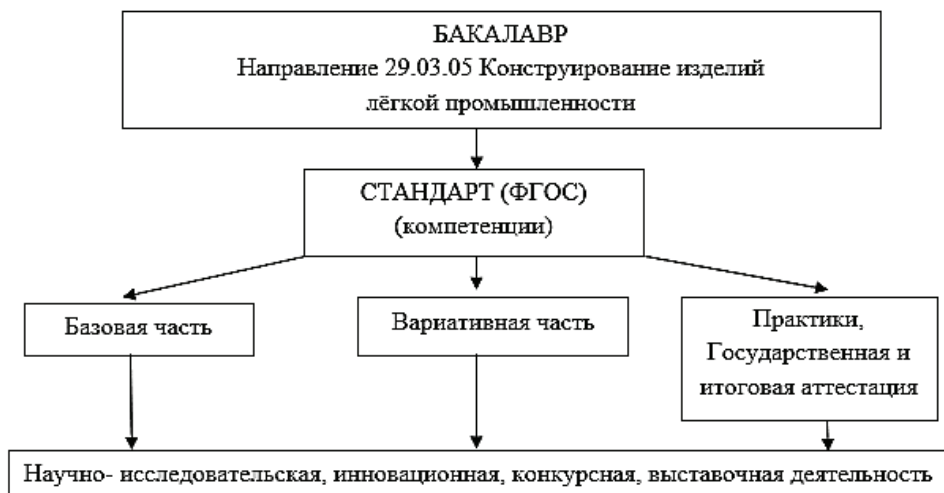 БАКАЛАВР
Направление 29.03.05 Конструирование изделий
лёгкой промышленности
СТАНДАРТ (ФГОС)
(компетенции)
Базовая часть
Вариативная часть
Практики,
Государственная и
итоговая аттестация
Научно- исследовательская, инновационная, конкурсная, выставочная деятельность